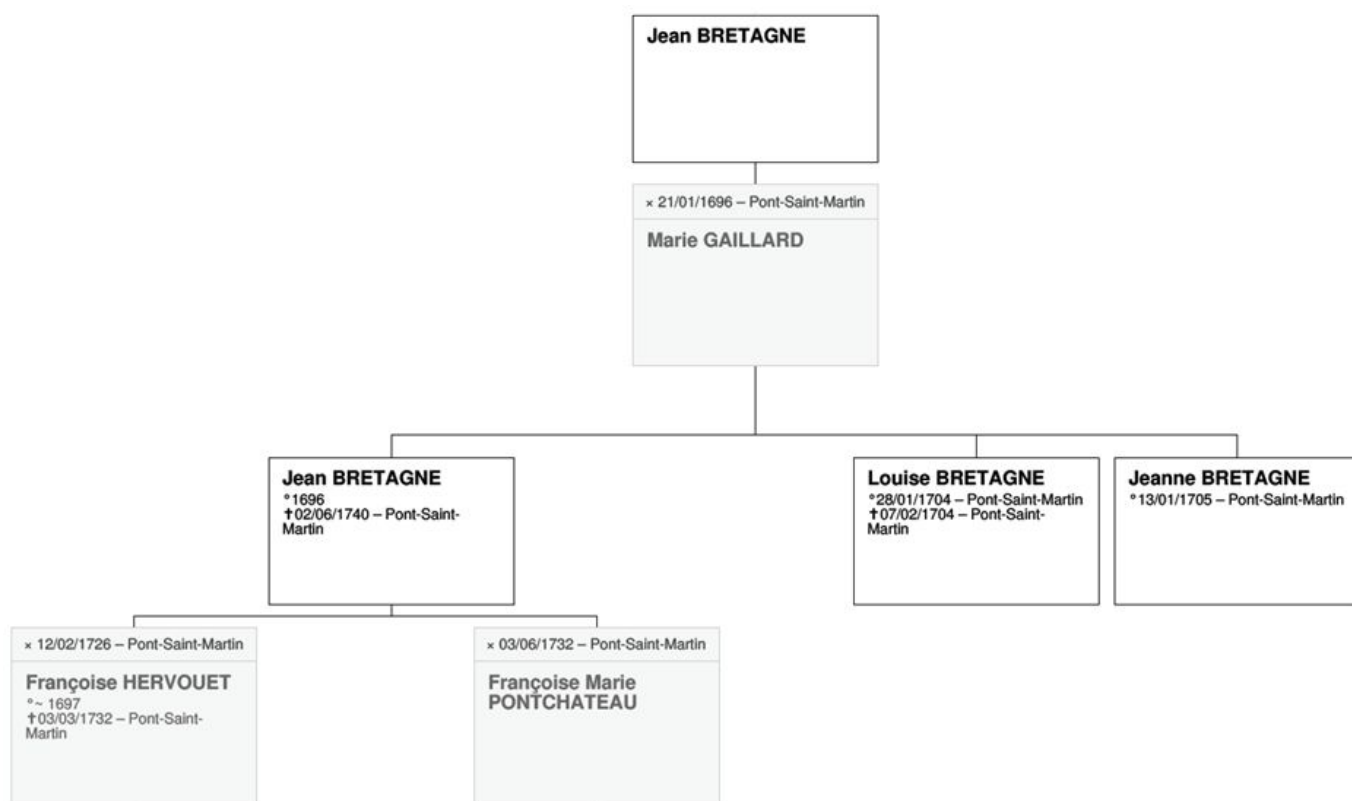 Jean BRETAGNE
× 21/01/1696 – Pont-Saint-Martin
Marie GAILLARD
Jean BRETAGNE
°1696
✝02/06/1740 – Pont-Saint-
Martin
Louise BRETAGNE
°28/01/1704 – Pont-Saint-Martin
✝07/02/1704 – Pont-Saint-
Martin
Jeanne BRETAGNE
°13/01/1705 – Pont-Saint-Martin
× 12/02/1726 – Pont-Saint-Martin
Françoise HERVOUET
°~ 1697
✝03/03/1732 – Pont-Saint-
Martin
× 03/06/1732 – Pont-Saint-Martin
Françoise Marie
PONTCHATEAU